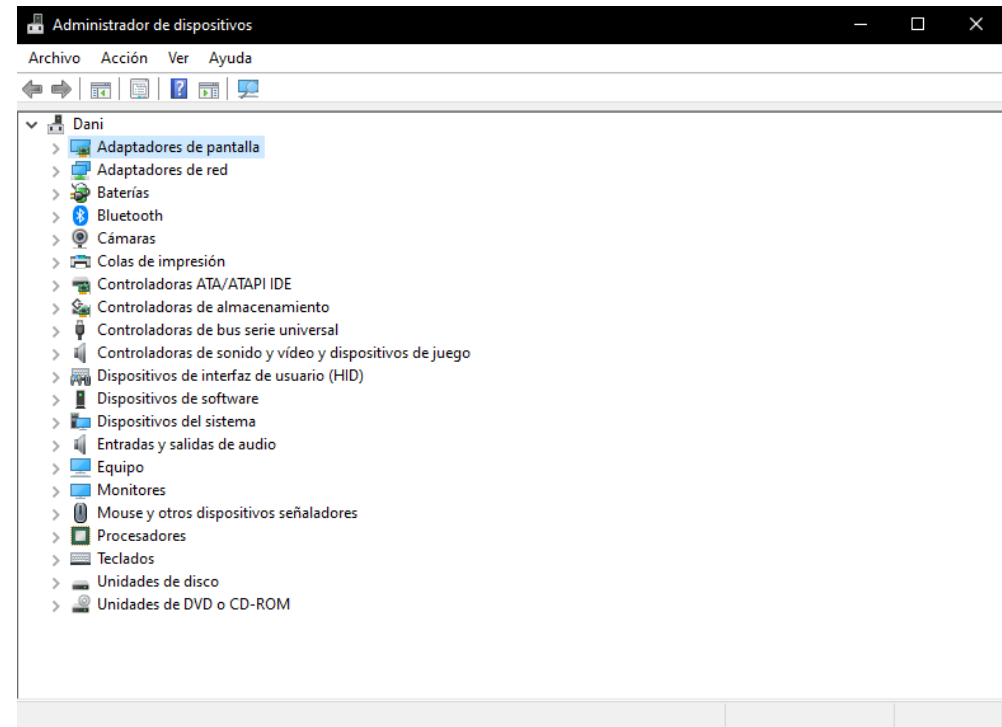 Administrador de dispositivos
Archivo Acción Ver Ayuda
Dani
Adaptadores de pantalla
Adaptadores de red
Baterías
Bluetooth
Cámaras
Colas de impresión
Controladoras ATA/ATAPI IDE
Controladoras de almacenamiento
Controladoras de bus serie universal
Controladoras de sonido y vídeo y dispositivos de juego
Dispositivos de interfaz de usuario (HID)
Dispositivos de software
Dispositivos del sistema
Entradas y salidas de audio
Equipo
Monitores
Mouse y otros dispositivos señaladores
Procesadores
Teclados
Unidades de disco
Unidades de DVD o CD-ROM